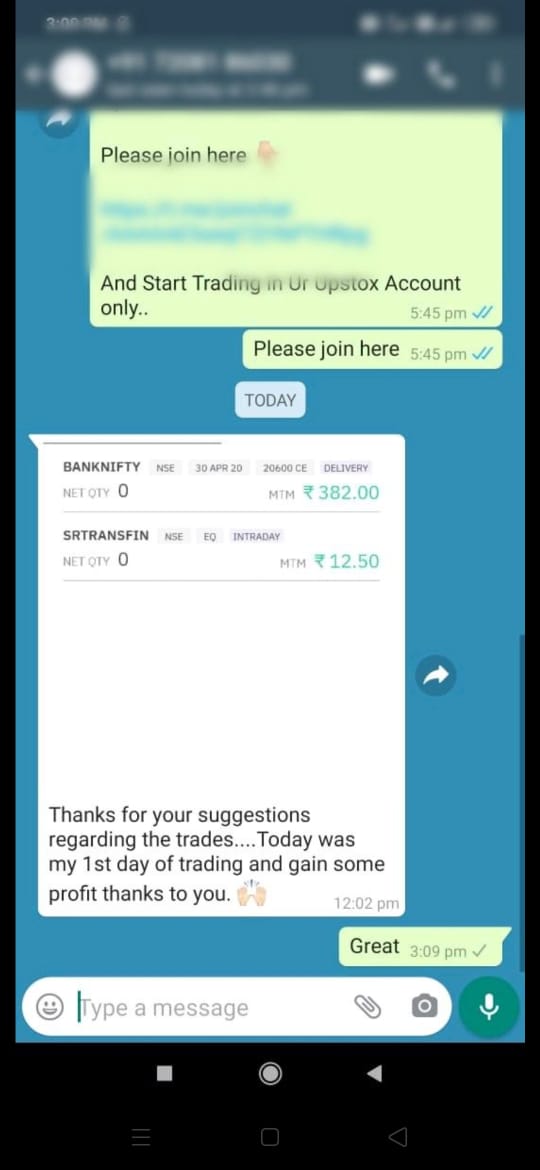 Please join here
And Start Trading in Ur Upstox Account
only..
5:45 pm
Please join here 5:45 pm
TODAY
BANKNIFTY NSE 30 APR 20 20600 CE DELIVERY
NET QTY 0 MTM ₹ 382.00
SRTRANSFIN NSE EQ INTRADAY
NET QTY 0 MTM ₹ 12.50
Thanks for your suggestions
regarding the trades....Today was
my 1st day of trading and gain some
profit thanks to you. 🙌🏻
12:02 pm
Great 3:09 pm
Type a message